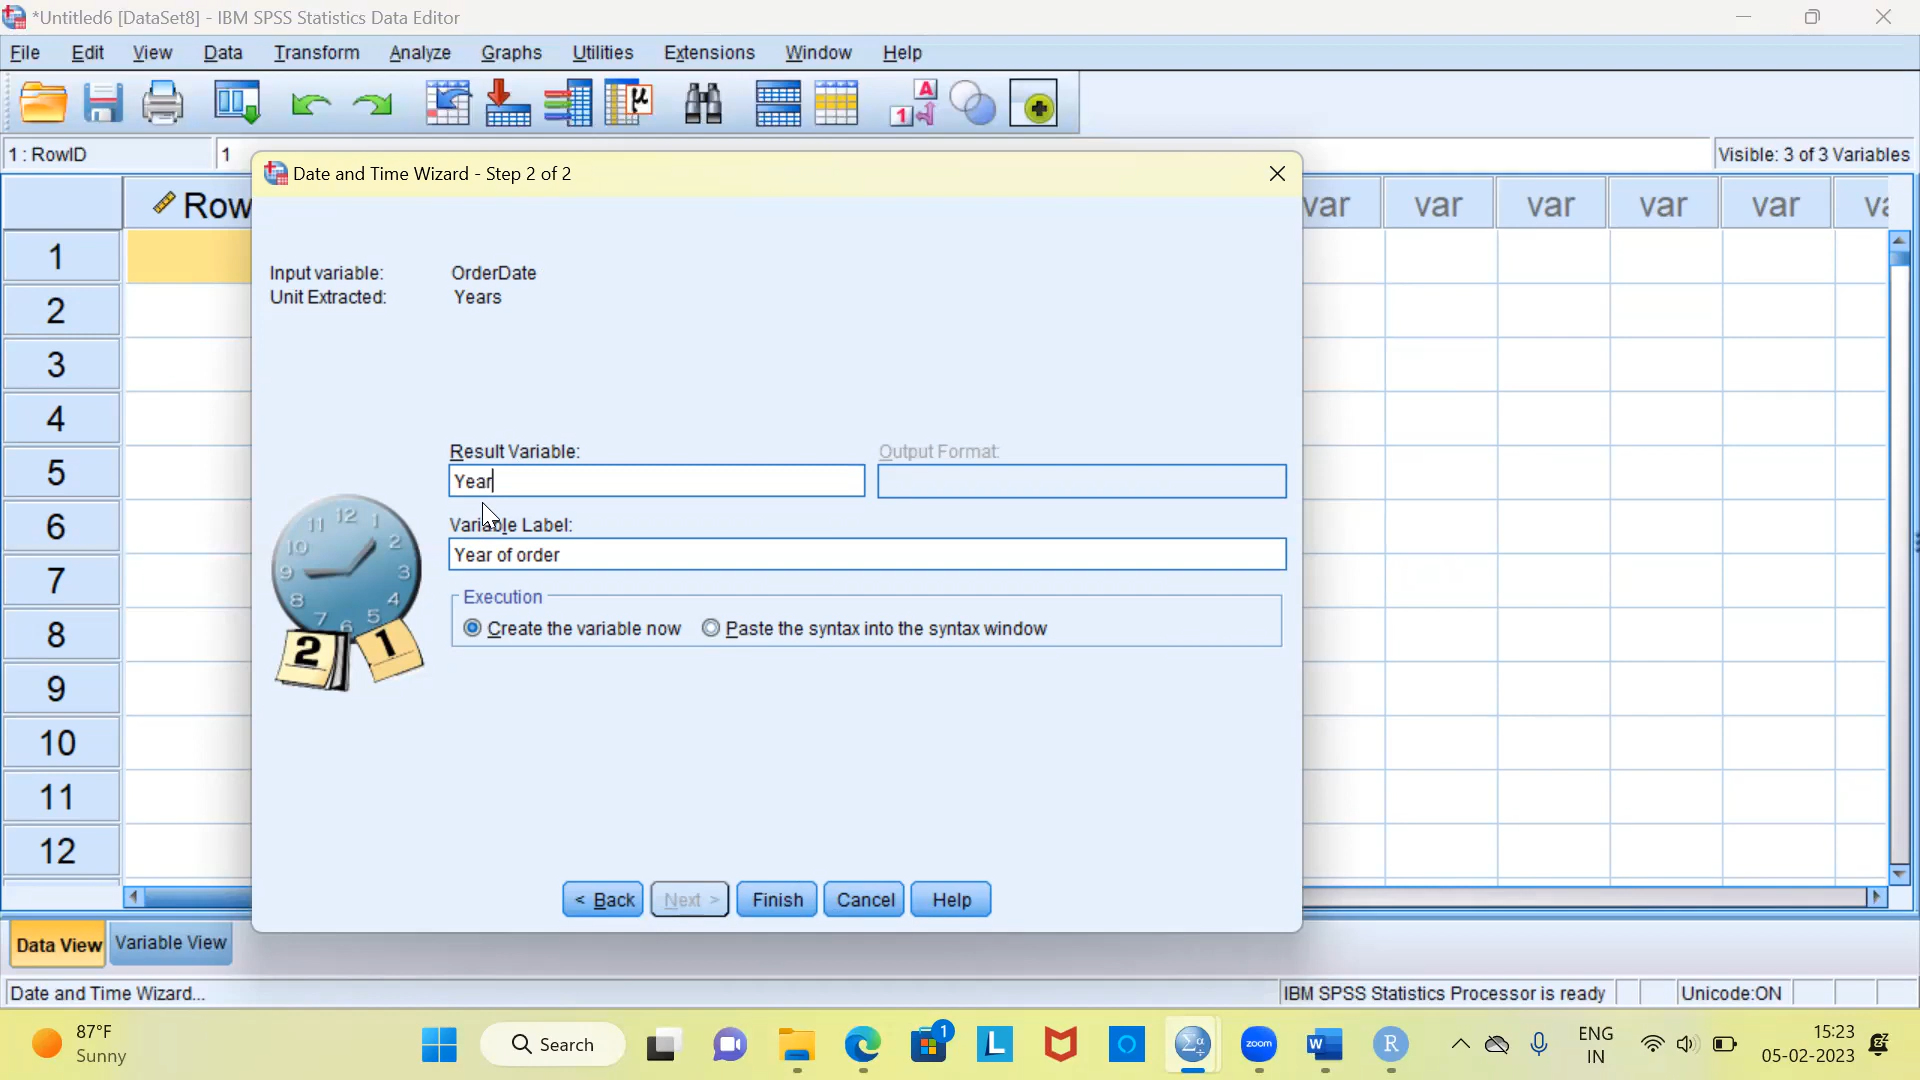 *Untitled6 [DataSet8] - IBM SPSS Statistics Data Editor
File Edit View Data Transform Analyze Graphs Utilities Extensions Window Help
1 : RowID 1 Visible: 3 of 3 Variables
Date and Time Wizard - Step 2 of 2
Row var var var var var
1
2
3
4
5
6
7
8
9
10
11
12
Input variable: OrderDate
Unit Extracted: Years
Result Variable: Output Format:
Year
Variable Label:
Year of order
Execution
Create the variable now Paste the syntax into the syntax window
< Back Next > Finish Cancel Help
Data View Variable View
Date and Time Wizard... IBM SPSS Statistics Processor is ready Unicode:ON
87°F
Sunny
Search
1
L
zoom
W
R
ENG
IN
15:23
05-02-2023